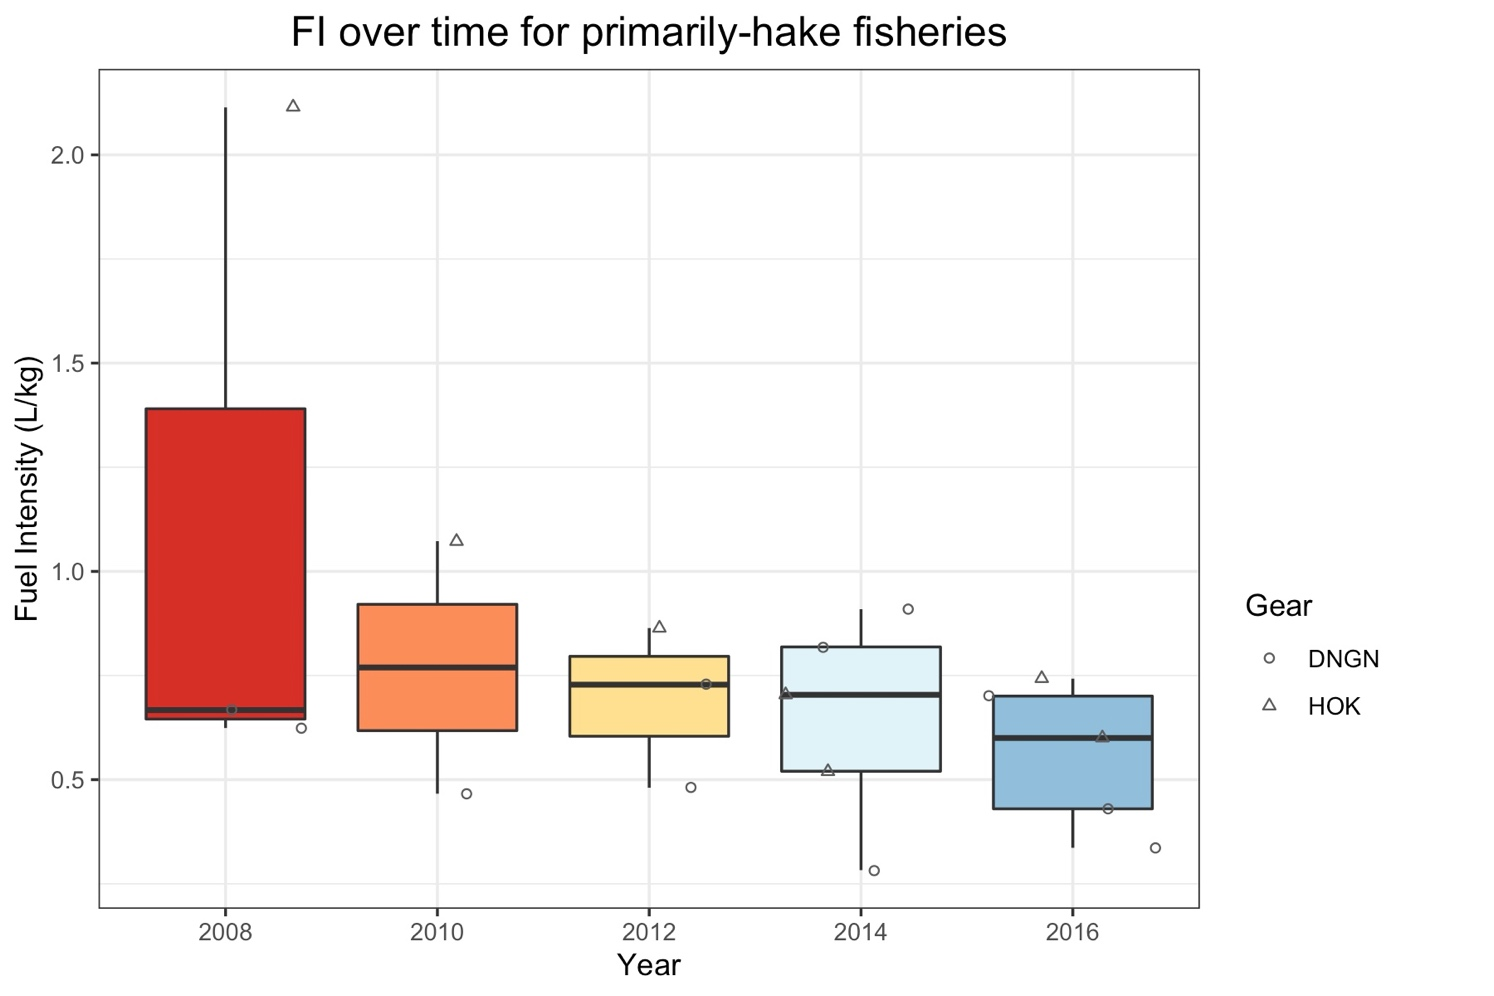 FI over time for primarily-hake fisheries
Fuel Intensity (L/kg)
2.0
1.5
1.0
0.5
2008 2010 2012 2014 2016
Year
Gear
DNGN
HOK